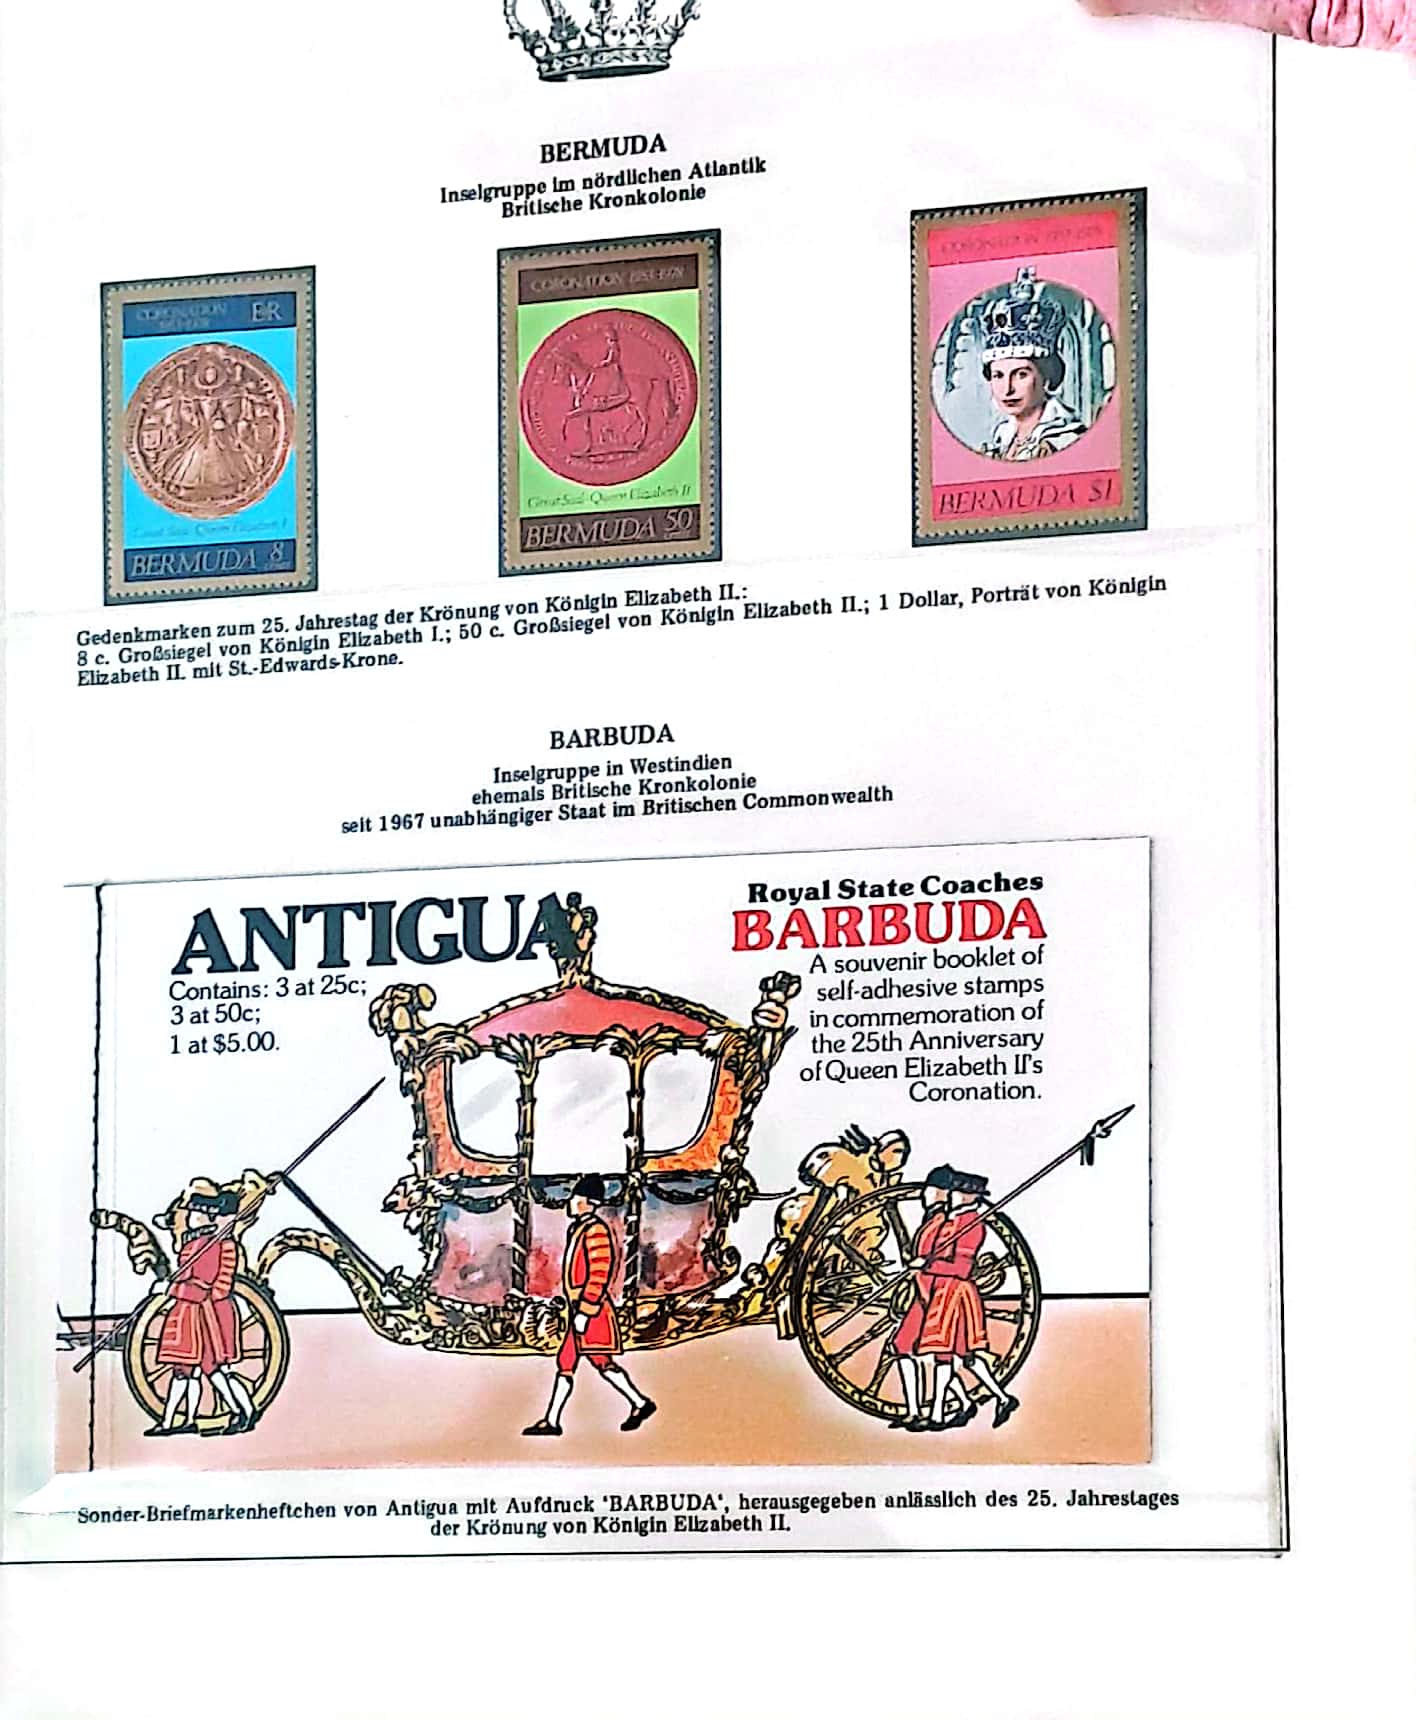 BERMUDA
Inselgruppe im nördlichen Atlantik
Britische Kronkolonie
CORONATION
ER
Great Seal · Queen Elizabeth I
BERMUDA 8
CORONATION 1953-1978
Great Seal · Queen Elizabeth II
BERMUDA 50
CORONATION 1953-1978
BERMUDA $1
Gedenkmarken zum 25. Jahrestag der Krönung von Königin Elizabeth II.:
8 c. Großsiegel von Königin Elizabeth I.; 50 c. Großsiegel von Königin Elizabeth II.; 1 Dollar, Porträt von Königin
Elizabeth II. mit St.-Edwards-Krone.
BARBUDA
Inselgruppe in Westindien
ehemals Britische Kronkolonie
seit 1967 unabhängiger Staat im Britischen Commonwealth
ANTIGUA
Contains: 3 at 25c;
3 at 50c;
1 at $5.00.
Royal State Coaches
BARBUDA
A souvenir booklet of
self-adhesive stamps
in commemoration of
the 25th Anniversary
of Queen Elizabeth II's
Coronation.
Sonder-Briefmarkenheftchen von Antigua mit Aufdruck 'BARBUDA', herausgegeben anlässlich des 25. Jahrestages
der Krönung von Königin Elizabeth II.